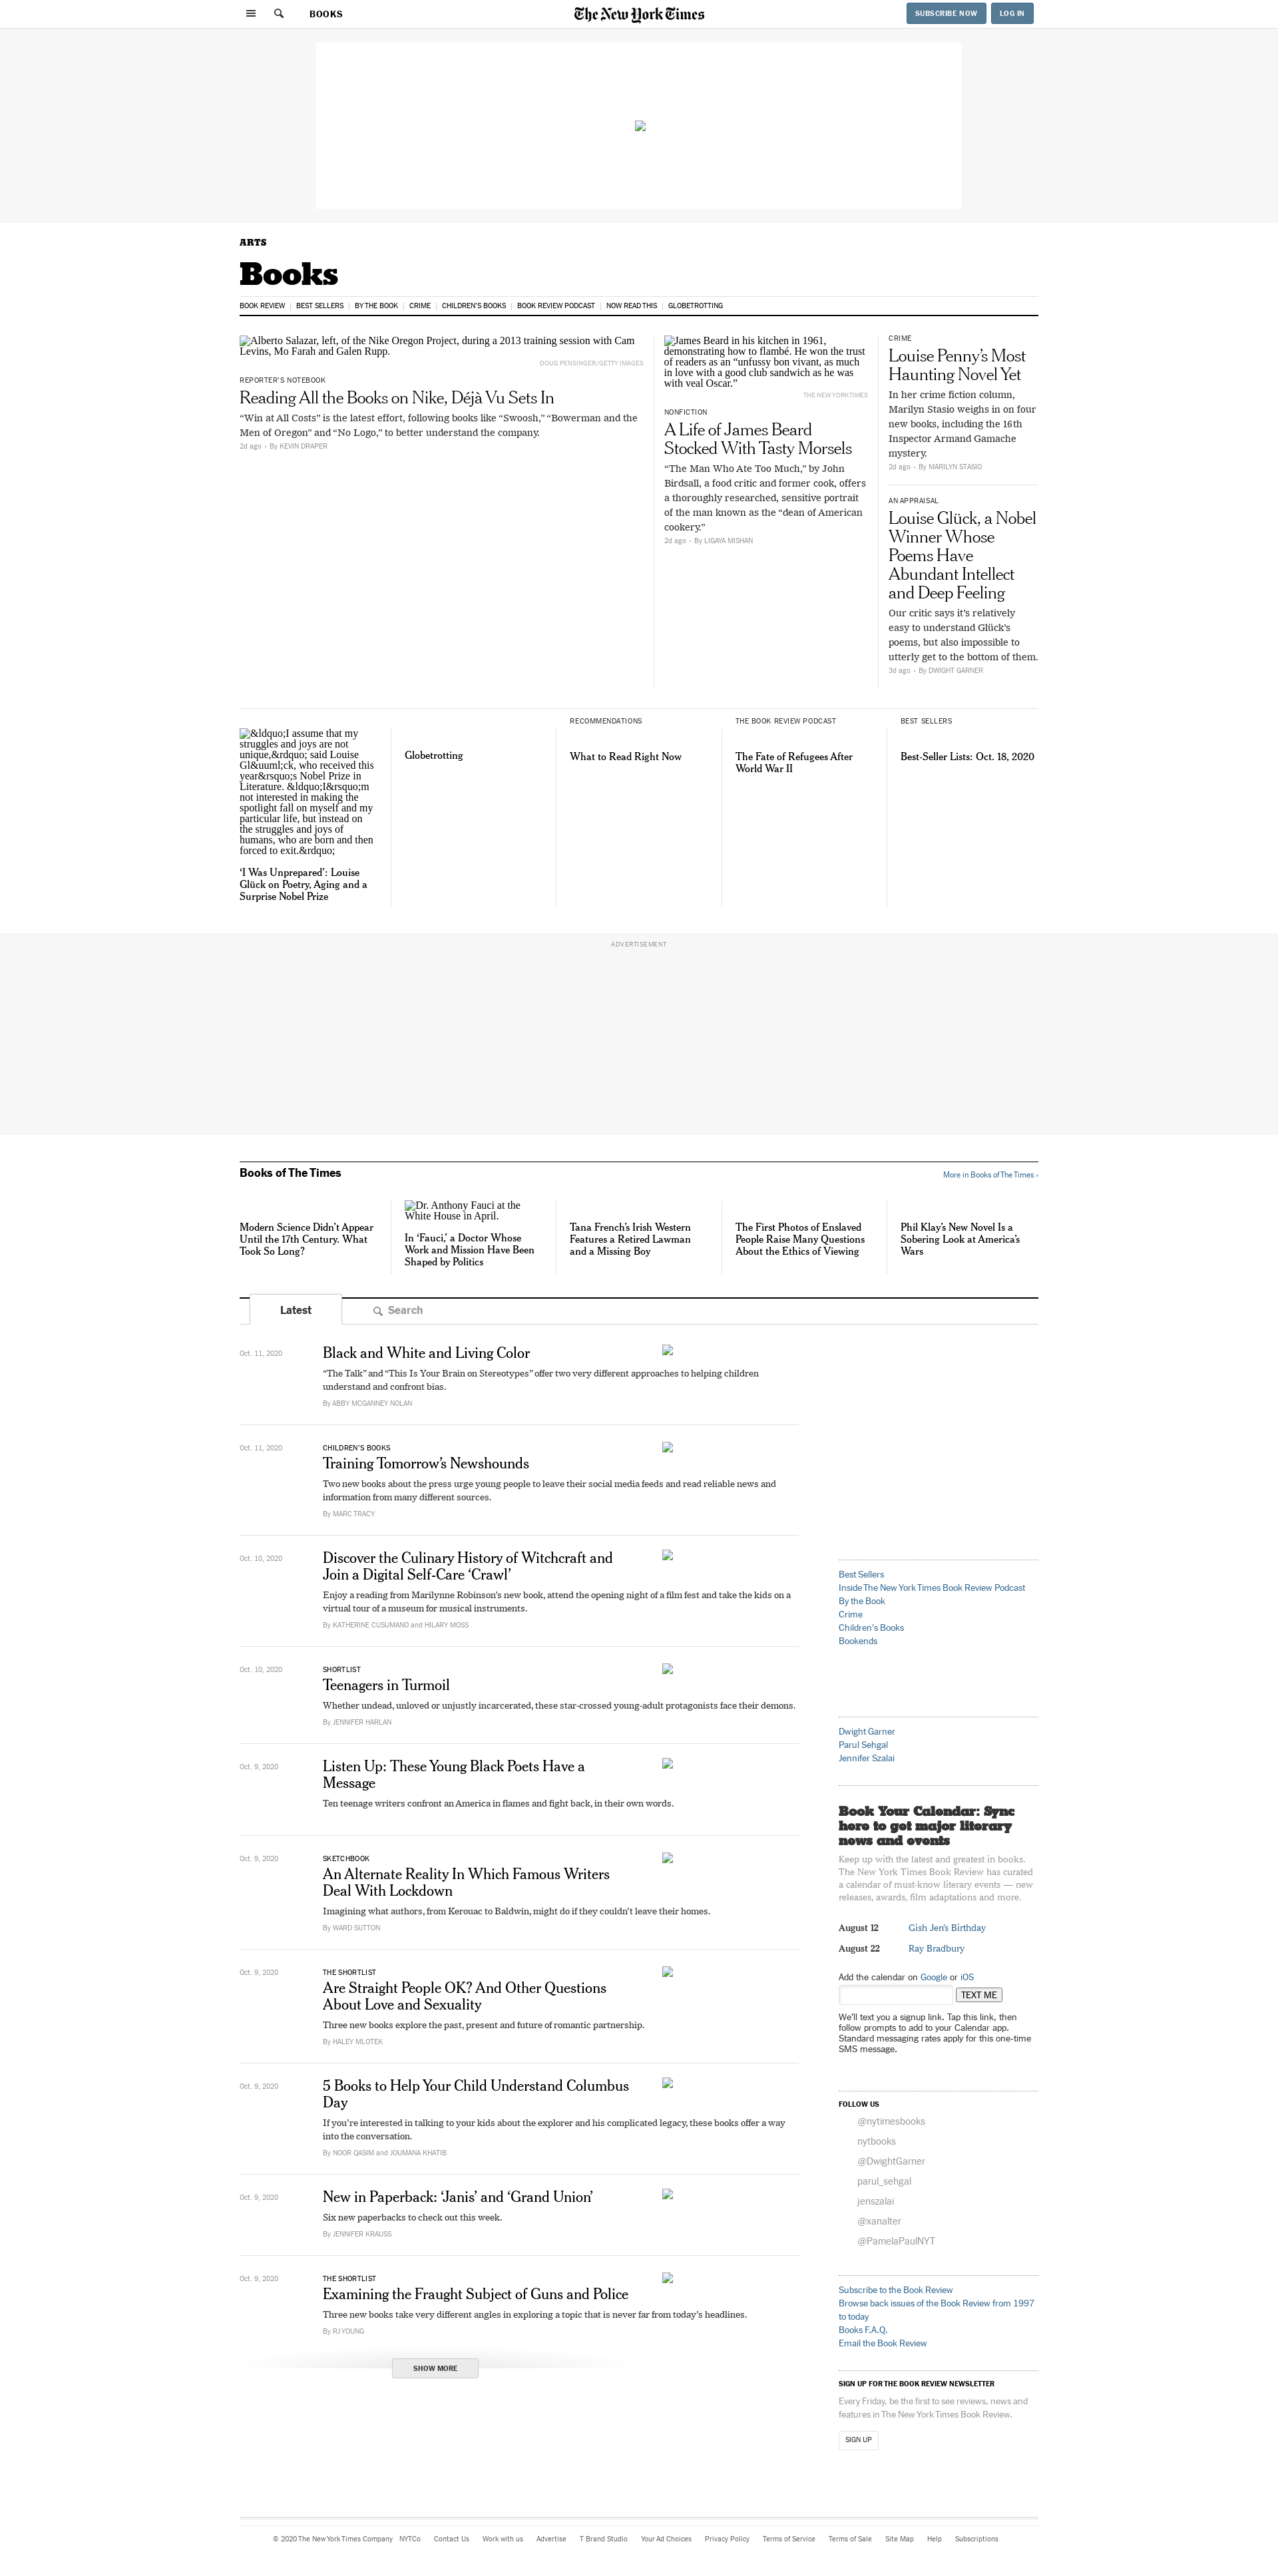 BOOKS
The New York Times
SUBSCRIBE NOW
LOG IN
ARTS
Books
BOOK REVIEW
BEST SELLERS
BY THE BOOK
CRIME
CHILDREN'S BOOKS
BOOK REVIEW PODCAST
NOW READ THIS
GLOBETROTTING
Alberto Salazar, left, of the Nike Oregon Project, during a 2013 training session with Cam
Levins, Mo Farah and Galen Rupp.
DOUG PENSINGER/GETTY IMAGES
REPORTER'S NOTEBOOK
Reading All the Books on Nike, Déjà Vu Sets In
“Win at All Costs” is the latest effort, following books like “Swoosh,” “Bowerman and the
Men of Oregon” and “No Logo,” to better understand the company.
2d ago • By KEVIN DRAPER
James Beard in his kitchen in 1961,
demonstrating how to flambé. He won the trust
of readers as an “unfussy bon vivant, as much
in love with a good club sandwich as he was
with veal Oscar.”
THE NEW YORK TIMES
NONFICTION
A Life of James Beard
Stocked With Tasty Morsels
“The Man Who Ate Too Much,” by John
Birdsall, a food critic and former cook, offers
a thoroughly researched, sensitive portrait
of the man known as the “dean of American
cookery.”
2d ago • By LIGAYA MISHAN
CRIME
Louise Penny’s Most
Haunting Novel Yet
In her crime fiction column,
Marilyn Stasio weighs in on four
new books, including the 16th
Inspector Armand Gamache
mystery.
2d ago • By MARILYN STASIO
AN APPRAISAL
Louise Glück, a Nobel
Winner Whose
Poems Have
Abundant Intellect
and Deep Feeling
Our critic says it’s relatively
easy to understand Glück’s
poems, but also impossible to
utterly get to the bottom of them.
3d ago • By DWIGHT GARNER
&ldquo;I assume that my
struggles and joys are not
unique,&rdquo; said Louise
Gl&uuml;ck, who received this
year&rsquo;s Nobel Prize in
Literature. &ldquo;I&rsquo;m
not interested in making the
spotlight fall on myself and my
particular life, but instead on
the struggles and joys of
humans, who are born and then
forced to exit.&rdquo;
‘I Was Unprepared’: Louise
Glück on Poetry, Aging and a
Surprise Nobel Prize
Globetrotting
RECOMMENDATIONS
What to Read Right Now
THE BOOK REVIEW PODCAST
The Fate of Refugees After
World War II
BEST SELLERS
Best-Seller Lists: Oct. 18, 2020
ADVERTISEMENT
Books of The Times
More in Books of The Times ›
Modern Science Didn’t Appear
Until the 17th Century. What
Took So Long?
Dr. Anthony Fauci at the
White House in April.
In ‘Fauci,’ a Doctor Whose
Work and Mission Have Been
Shaped by Politics
Tana French’s Irish Western
Features a Retired Lawman
and a Missing Boy
The First Photos of Enslaved
People Raise Many Questions
About the Ethics of Viewing
Phil Klay’s New Novel Is a
Sobering Look at America’s
Wars
Latest
Search
Oct. 11, 2020
Black and White and Living Color
“The Talk” and “This Is Your Brain on Stereotypes” offer two very different approaches to helping children
understand and confront bias.
By ABBY MCGANNEY NOLAN
Oct. 11, 2020
CHILDREN’S BOOKS
Training Tomorrow’s Newshounds
Two new books about the press urge young people to leave their social media feeds and read reliable news and
information from many different sources.
By MARC TRACY
Oct. 10, 2020
Discover the Culinary History of Witchcraft and
Join a Digital Self-Care ‘Crawl’
Enjoy a reading from Marilynne Robinson’s new book, attend the opening night of a film fest and take the kids on a
virtual tour of a museum for musical instruments.
By KATHERINE CUSUMANO and HILARY MOSS
Oct. 10, 2020
SHORTLIST
Teenagers in Turmoil
Whether undead, unloved or unjustly incarcerated, these star-crossed young-adult protagonists face their demons.
By JENNIFER HARLAN
Oct. 9, 2020
Listen Up: These Young Black Poets Have a
Message
Ten teenage writers confront an America in flames and fight back, in their own words.
Oct. 9, 2020
SKETCHBOOK
An Alternate Reality In Which Famous Writers
Deal With Lockdown
Imagining what authors, from Kerouac to Baldwin, might do if they couldn’t leave their homes.
By WARD SUTTON
Oct. 9, 2020
THE SHORTLIST
Are Straight People OK? And Other Questions
About Love and Sexuality
Three new books explore the past, present and future of romantic partnership.
By HALEY MLOTEK
Oct. 9, 2020
5 Books to Help Your Child Understand Columbus
Day
If you’re interested in talking to your kids about the explorer and his complicated legacy, these books offer a way
into the conversation.
By NOOR QASIM and JOUMANA KHATIB
Oct. 9, 2020
New in Paperback: ‘Janis’ and ‘Grand Union’
Six new paperbacks to check out this week.
By JENNIFER KRAUSS
Oct. 9, 2020
THE SHORTLIST
Examining the Fraught Subject of Guns and Police
Three new books take very different angles in exploring a topic that is never far from today’s headlines.
By RJ YOUNG
SHOW MORE
Best Sellers
Inside The New York Times Book Review Podcast
By the Book
Crime
Children’s Books
Bookends
Dwight Garner
Parul Sehgal
Jennifer Szalai
Book Your Calendar: Sync
here to get major literary
news and events
Keep up with the latest and greatest in books.
The New York Times Book Review has curated
a calendar of must-know literary events — new
releases, awards, film adaptations and more.
August 12 Gish Jen's Birthday
August 22 Ray Bradbury
Add the calendar on Google or iOS
TEXT ME
We’ll text you a signup link. Tap this link, then
follow prompts to add to your Calendar app.
Standard messaging rates apply for this one-time
SMS message.
FOLLOW US
@nytimesbooks
nytbooks
@DwightGarner
parul_sehgal
jenszalai
@xanalter
@PamelaPaulNYT
Subscribe to the Book Review
Browse back issues of the Book Review from 1997
to today
Books F.A.Q.
Email the Book Review
SIGN UP FOR THE BOOK REVIEW NEWSLETTER
Every Friday, be the first to see reviews, news and
features in The New York Times Book Review.
SIGN UP
© 2020 The New York Times Company NYTCo Contact Us Work with us Advertise T Brand Studio Your Ad Choices Privacy Policy Terms of Service Terms of Sale Site Map Help Subscriptions